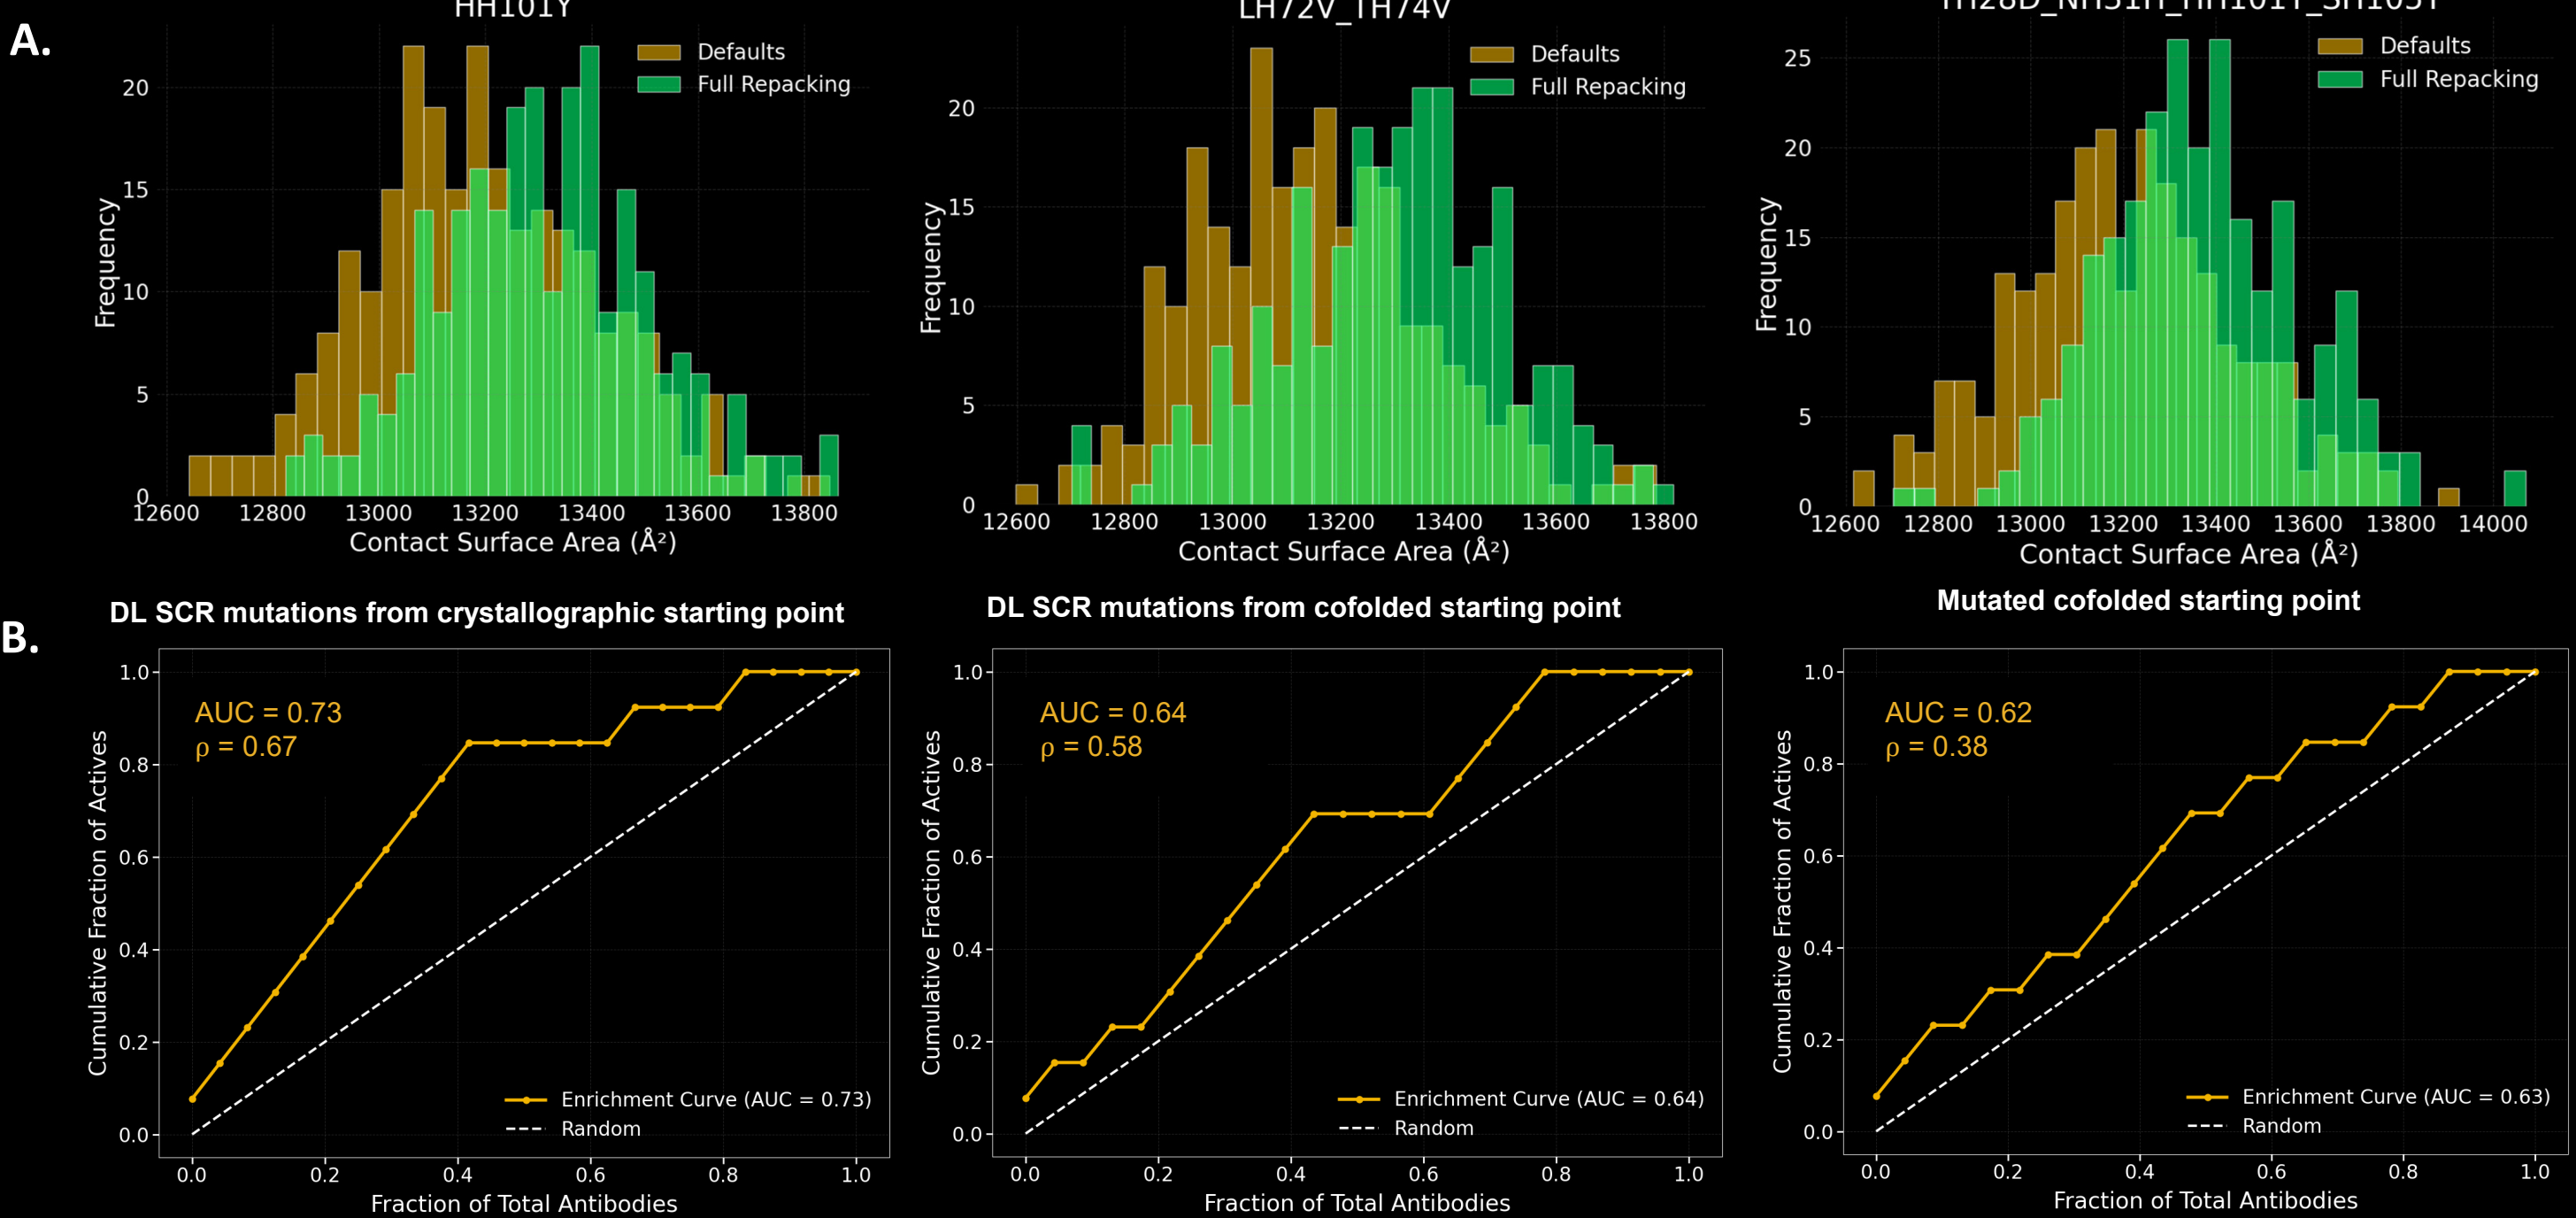 A.
HH101Y
Defaults
Full Repacking
Frequency
20
15
10
5
0
12600 12800 13000 13200 13400 13600 13800
Contact Surface Area (Å²)
LH72V_TH74V
Defaults
Full Repacking
Frequency
20
15
10
5
0
12600 12800 13000 13200 13400 13600 13800
Contact Surface Area (Å²)
TH28D_NH31H_HH101Y_SH105Y
Defaults
Full Repacking
Frequency
25
20
15
10
5
0
12600 12800 13000 13200 13400 13600 13800 14000
Contact Surface Area (Å²)
B.
DL SCR mutations from crystallographic starting point
AUC = 0.73
ρ = 0.67
Cumulative Fraction of Actives
1.0
0.8
0.6
0.4
0.2
0.0
Enrichment Curve (AUC = 0.73)
Random
0.0 0.2 0.4 0.6 0.8 1.0
Fraction of Total Antibodies
DL SCR mutations from cofolded starting point
AUC = 0.64
ρ = 0.58
Cumulative Fraction of Actives
1.0
0.8
0.6
0.4
0.2
0.0
Enrichment Curve (AUC = 0.64)
Random
0.0 0.2 0.4 0.6 0.8 1.0
Fraction of Total Antibodies
Mutated cofolded starting point
AUC = 0.62
ρ = 0.38
Cumulative Fraction of Actives
1.0
0.8
0.6
0.4
0.2
0.0
Enrichment Curve (AUC = 0.63)
Random
0.0 0.2 0.4 0.6 0.8 1.0
Fraction of Total Antibodies